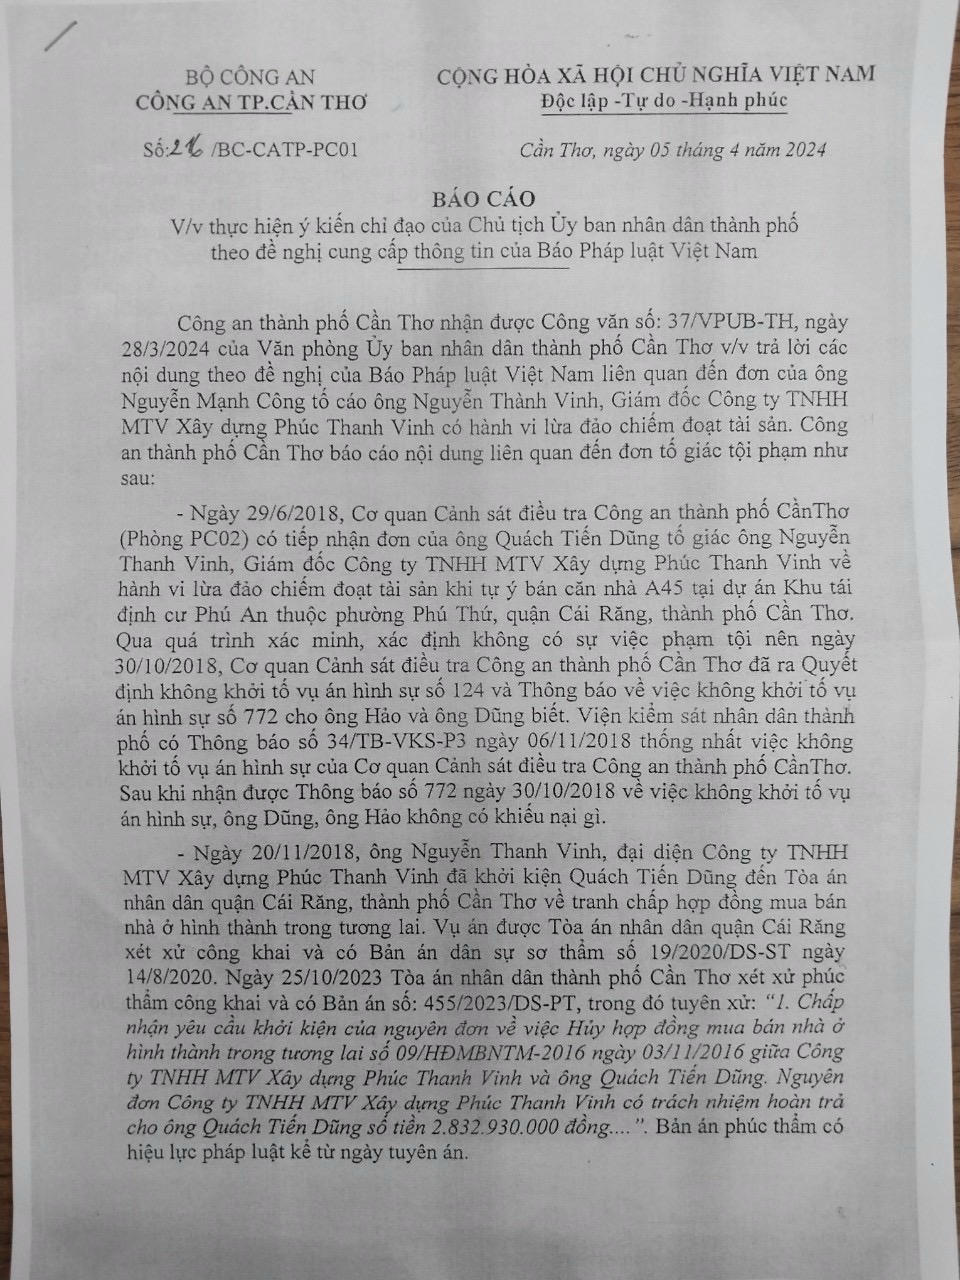 BỘ CÔNG AN
CÔNG AN TP.CẦN THƠ
CỘNG HÒA XÃ HỘI CHỦ NGHĨA VIỆT NAM
Độc lập -Tự do -Hạnh phúc
Số: /BC-CATP-PC01
Cần Thơ, ngày 05 tháng 4 năm 2024
BÁO CÁO
V/v thực hiện ý kiến chỉ đạo của Chủ tịch Ủy ban nhân dân thành phố
theo đề nghị cung cấp thông tin của Báo Pháp luật Việt Nam
Công an thành phố Cần Thơ nhận được Công văn số: 37/VPUB-TH, ngày
28/3/2024 của Văn phòng Ủy ban nhân dân thành phố Cần Thơ v/v trả lời các
nội dung theo đề nghị của Báo Pháp luật Việt Nam liên quan đến đơn của ông
Nguyễn Mạnh Công tố cáo ông Nguyễn Thành Vinh, Giám đốc Công ty TNHH
MTV Xây dựng Phúc Thanh Vinh có hành vi lừa đảo chiếm đoạt tài sản. Công
an thành phố Cần Thơ báo cáo nội dung liên quan đến đơn tố giác tội phạm như
sau:
- Ngày 29/6/2018, Cơ quan Cảnh sát điều tra Công an thành phố CầnThơ
(Phòng PC02) có tiếp nhận đơn của ông Quách Tiến Dũng tố giác ông Nguyễn
Thanh Vinh, Giám đốc Công ty TNHH MTV Xây dựng Phúc Thanh Vinh về
hành vi lừa đảo chiếm đoạt tài sản khi tự ý bán căn nhà A45 tại dự án Khu tái
định cư Phú An thuộc phường Phú Thứ, quận Cái Răng, thành phố Cần Thơ.
Qua quá trình xác minh, xác định không có sự việc phạm tội nên ngày
30/10/2018, Cơ quan Cảnh sát điều tra Công an thành phố Cần Thơ đã ra Quyết
định không khởi tố vụ án hình sự số 124 và Thông báo về việc không khởi tố vụ
án hình sự số 772 cho ông Hảo và ông Dũng biết. Viện kiểm sát nhân dân thành
phố có Thông báo số 34/TB-VKS-P3 ngày 06/11/2018 thống nhất việc không
khởi tố vụ án hình sự của Cơ quan Cảnh sát điều tra Công an thành phố CầnThơ.
Sau khi nhận được Thông báo số 772 ngày 30/10/2018 về việc không khởi tố vụ
án hình sự, ông Dũng, ông Hảo không có khiếu nại gì.
- Ngày 20/11/2018, ông Nguyễn Thanh Vinh, đại diện Công ty TNHH
MTV Xây dựng Phúc Thanh Vinh đã khởi kiện Quách Tiến Dũng đến Tòa án
nhân dân quận Cái Răng, thành phố Cần Thơ về tranh chấp hợp đồng mua bán
nhà ở hình thành trong tương lai. Vụ án được Tòa án nhân dân quận Cái Răng
xét xử công khai và có Bản án dân sự sơ thẩm số 19/2020/DS-ST ngày
14/8/2020. Ngày 25/10/2023 Tòa án nhân dân thành phố Cần Thơ xét xử phúc
thẩm công khai và có Bản án số: 455/2023/DS-PT, trong đó tuyên xử: “1. Chấp
nhận yêu cầu khởi kiện của nguyên đơn về việc Hủy hợp đồng mua bán nhà ở
hình thành trong tương lai số 09/HĐMBNTM-2016 ngày 03/11/2016 giữa Công
ty TNHH MTV Xây dựng Phúc Thanh Vinh và ông Quách Tiến Dũng. Nguyên
đơn Công ty TNHH MTV Xây dựng Phúc Thanh Vinh có trách nhiệm hoàn trả
cho ông Quách Tiến Dũng số tiền 2.832.930.000 đồng....”. Bản án phúc thẩm có
hiệu lực pháp luật kể từ ngày tuyên án.